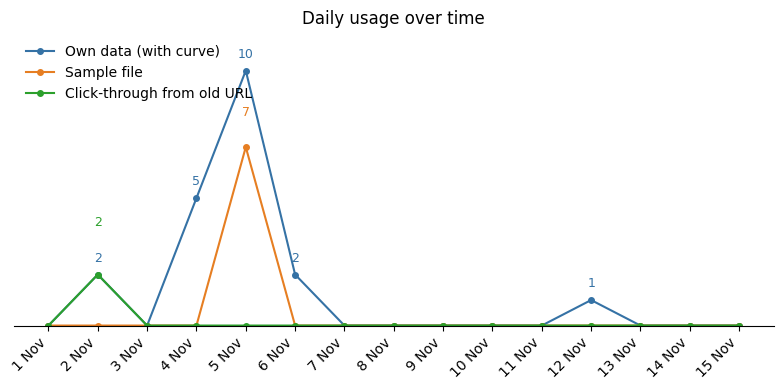 Daily usage over time
Own data (with curve)
Sample file
Click-through from old URL
10
7
5
2
2
2
1
1 Nov
2 Nov
3 Nov
4 Nov
5 Nov
6 Nov
7 Nov
8 Nov
9 Nov
10 Nov
11 Nov
12 Nov
13 Nov
14 Nov
15 Nov